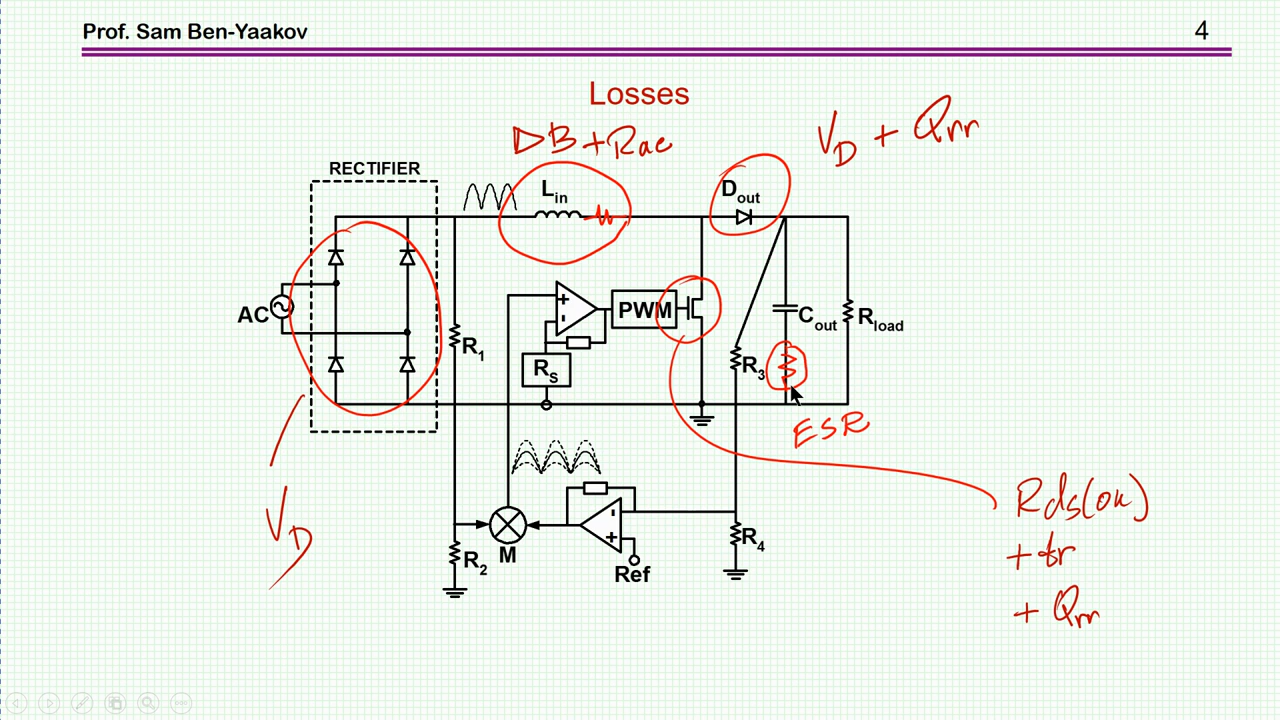 Prof. Sam Ben-Yaakov
4
Losses
ΔB + Rac
VD + Qrr
RECTIFIER
Lin
Dout
AC
PWM
+
-
Cout
Rload
R1
RS
R3
ESR
VD
Rds(on)
+ tr
+ Qrr
M
-
+
R2
R4
Ref